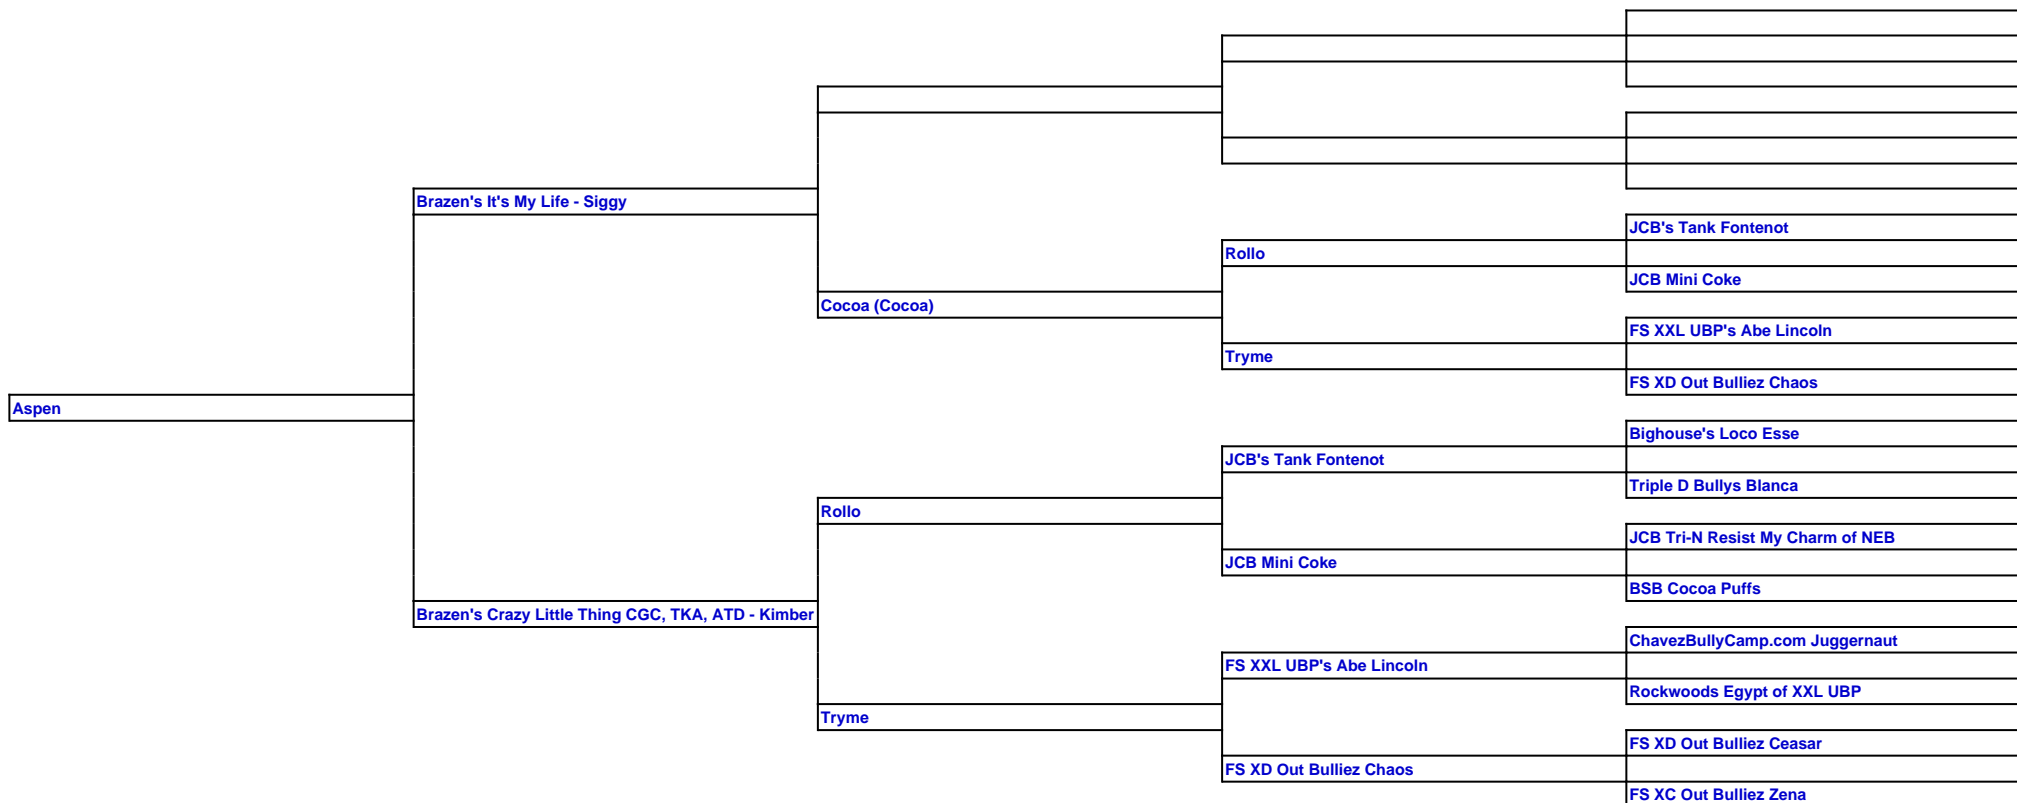 Brazen's It's My Life - Siggy
JCB's Tank Fontenot
Rollo
JCB Mini Coke
Cocoa (Cocoa)
FS XXL UBP's Abe Lincoln
Tryme
FS XD Out Bulliez Chaos
Aspen
Bighouse's Loco Esse
JCB's Tank Fontenot
Triple D Bullys Blanca
Rollo
JCB Tri-N Resist My Charm of NEB
JCB Mini Coke
BSB Cocoa Puffs
Brazen's Crazy Little Thing CGC, TKA, ATD - Kimber
ChavezBullyCamp.com Juggernaut
FS XXL UBP's Abe Lincoln
Rockwoods Egypt of XXL UBP
Tryme
FS XD Out Bulliez Ceasar
FS XD Out Bulliez Chaos
FS XC Out Bulliez Zena